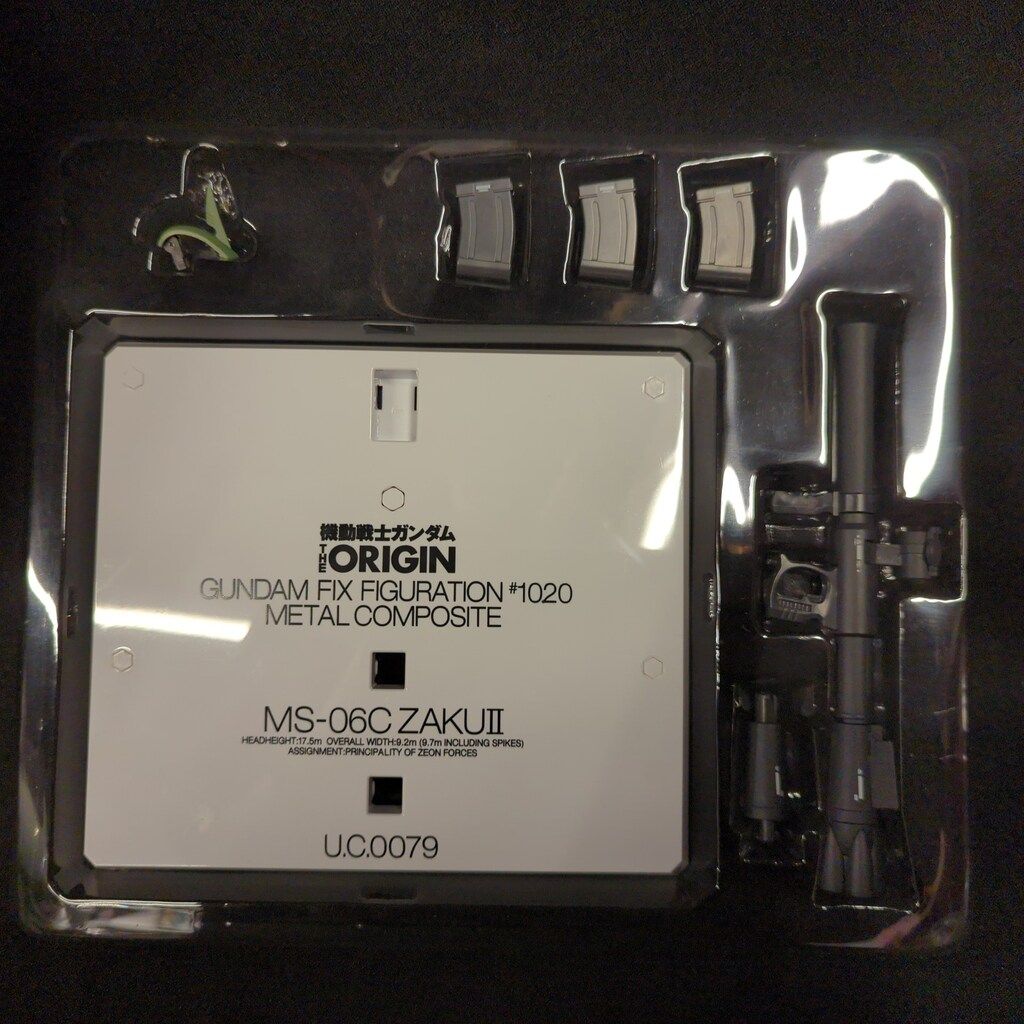 機動戦士ガンダム
THE ORIGIN
GUNDAM FIX FIGURATION #1020
METAL COMPOSITE
MS-06C ZAKUII
HEADHEIGHT:17.5m OVERALL WIDTH:9.2m (9.7m INCLUDING SPIKES)
ASSIGNMENT:PRINCIPALITY OF ZEON FORCES
U.C.0079